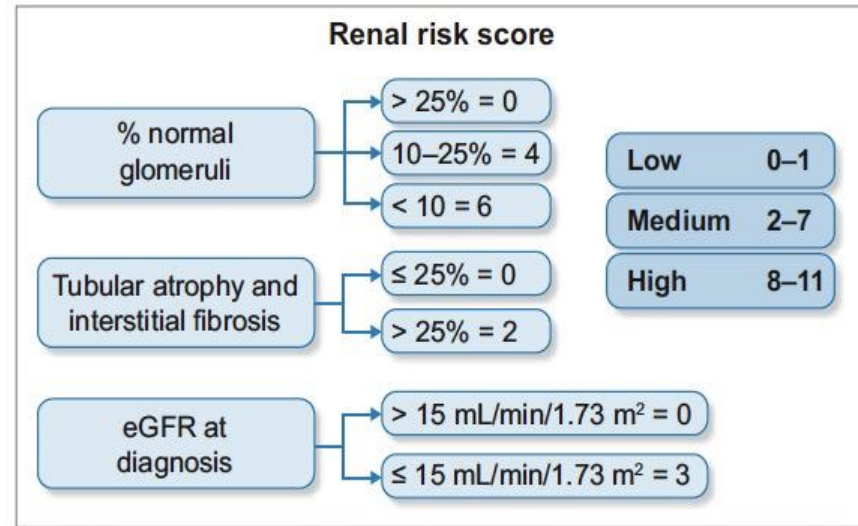 Renal risk score
% normal
glomeruli
> 25% = 0
10–25% = 4
< 10 = 6
Tubular atrophy and
interstitial fibrosis
≤ 25% = 0
> 25% = 2
eGFR at
diagnosis
> 15 mL/min/1.73 m² = 0
≤ 15 mL/min/1.73 m² = 3
Low 0–1
Medium 2–7
High 8–11